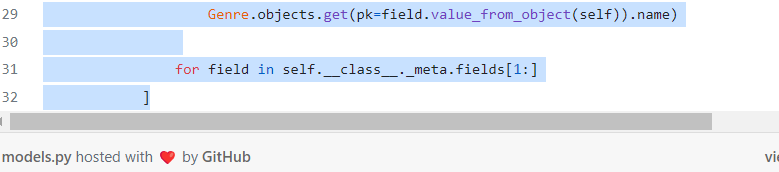 29 Genre.objects.get(pk=field.value_from_object(self)).name)
30
31 for field in self.__class__._meta.fields[1:]
32 ]
models.py hosted with ❤ by GitHub